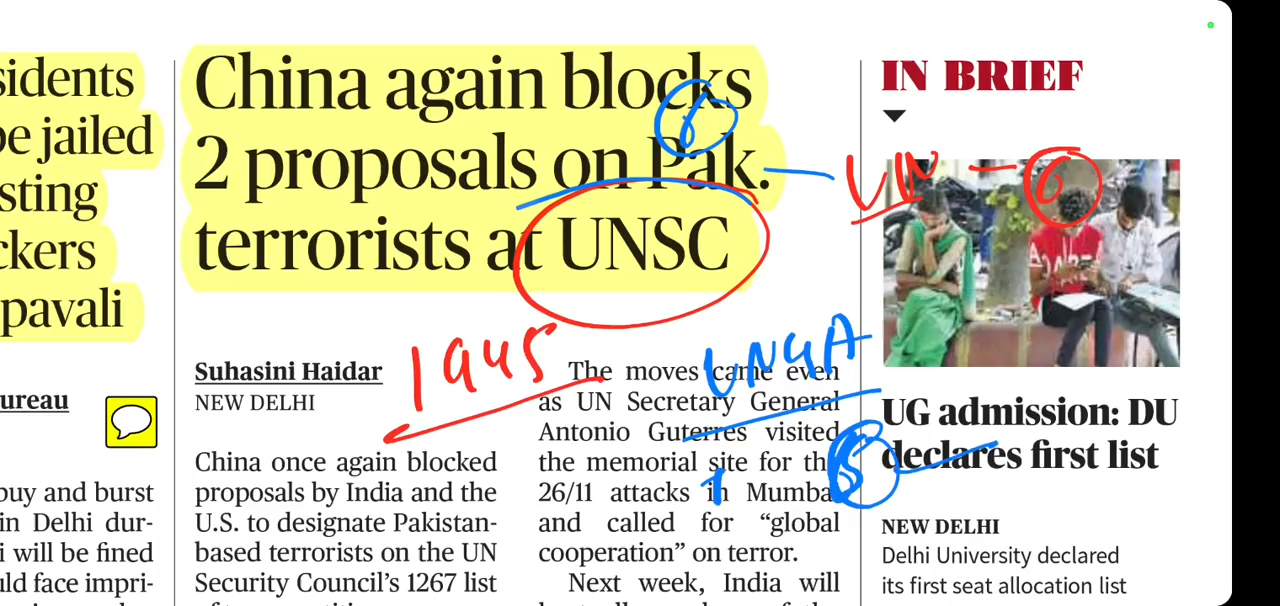 sidents
be jailed
sting
ckers
pavali
ureau
buy and burst
in Delhi dur-
i will be fined
uld face impri-
China again blocks
2 proposals on Pak.
terrorists at UNSC
6
UN - 6
1945
UNGA
Suhasini Haidar
NEW DELHI
China once again blocked
proposals by India and the
U.S. to designate Pakistan-
based terrorists on the UN
Security Council's 1267 list
The moves came even
as UN Secretary General
Antonio Guterres visited
the memorial site for the
26/11 attacks in Mumbai
and called for “global
cooperation” on terror.
Next week, India will
IN BRIEF
UG admission: DU
declares first list
NEW DELHI
Delhi University declared
its first seat allocation list